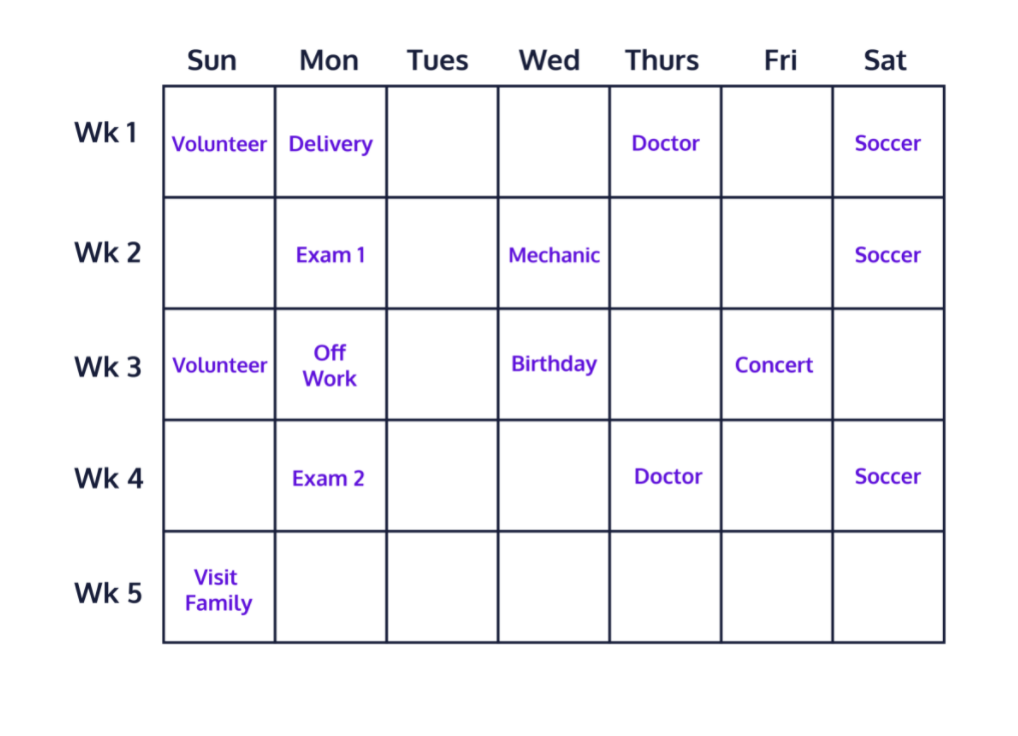 Sun Mon Tues Wed Thurs Fri Sat
Wk 1 Volunteer Delivery Doctor Soccer
Wk 2 Exam 1 Mechanic Soccer
Wk 3 Volunteer Off Work Birthday Concert
Wk 4 Exam 2 Doctor Soccer
Wk 5 Visit Family